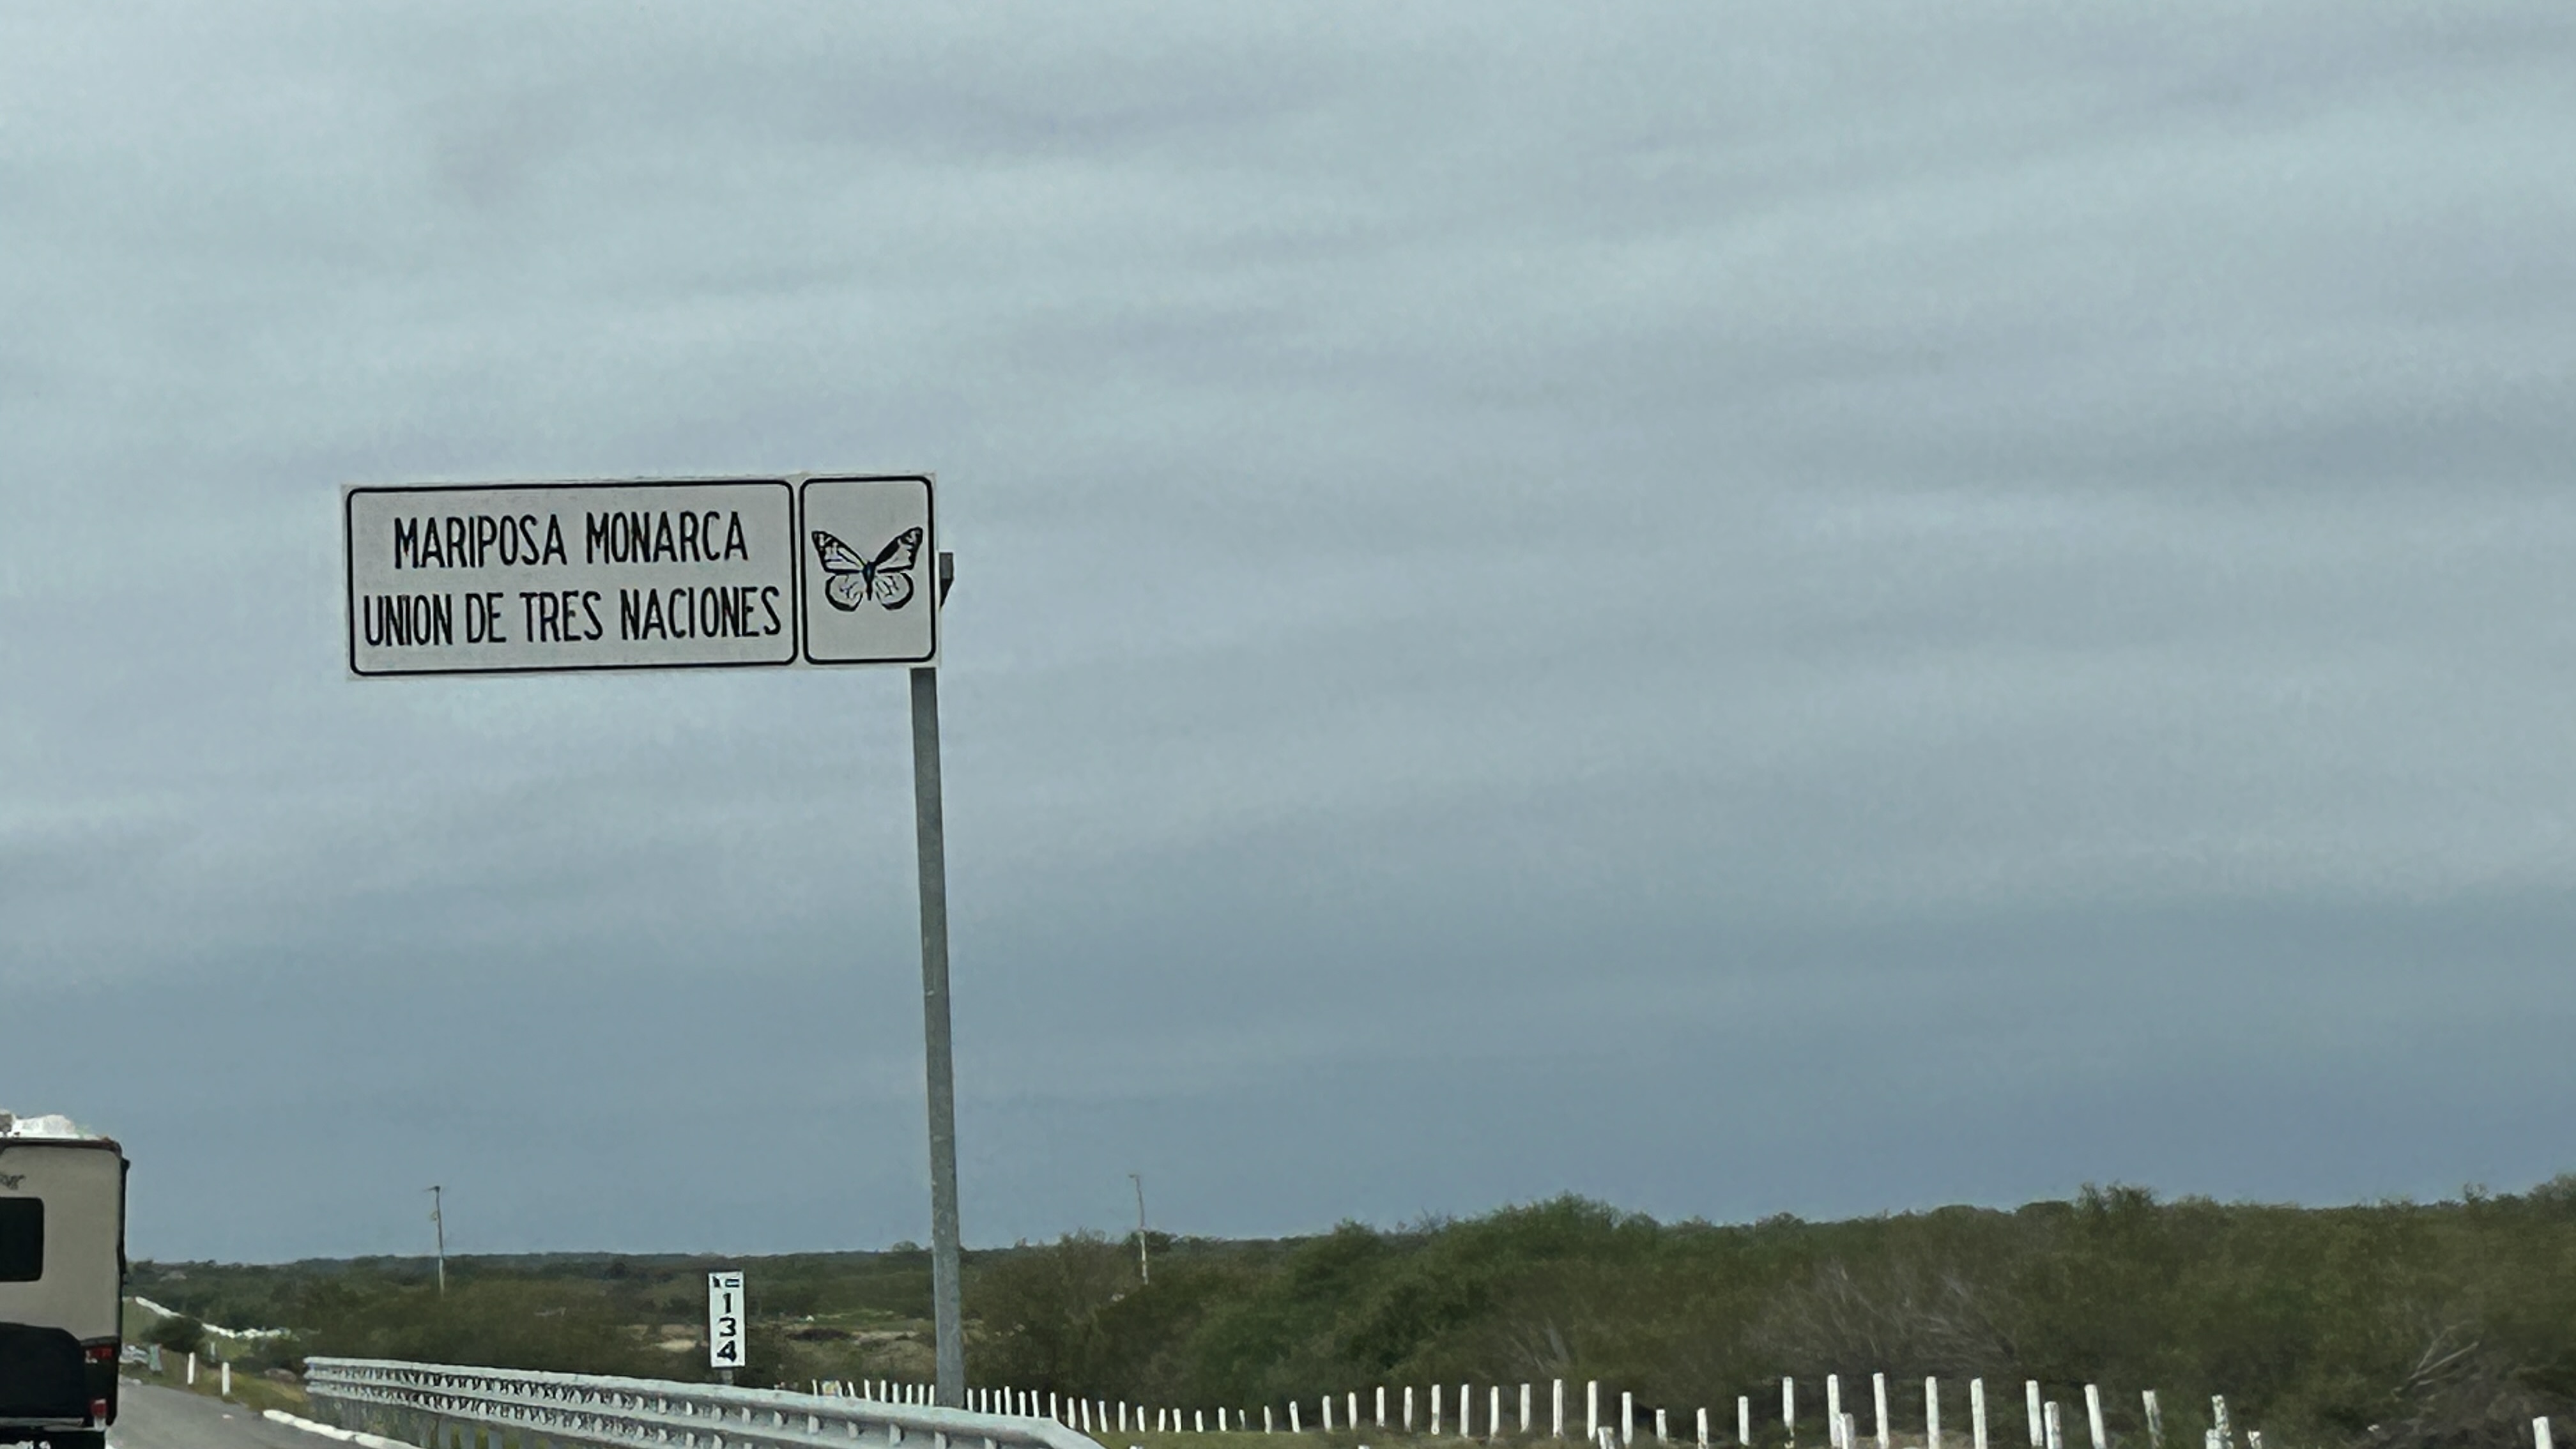 MARIPOSA MONARCA
UNION DE TRES NACIONES
134